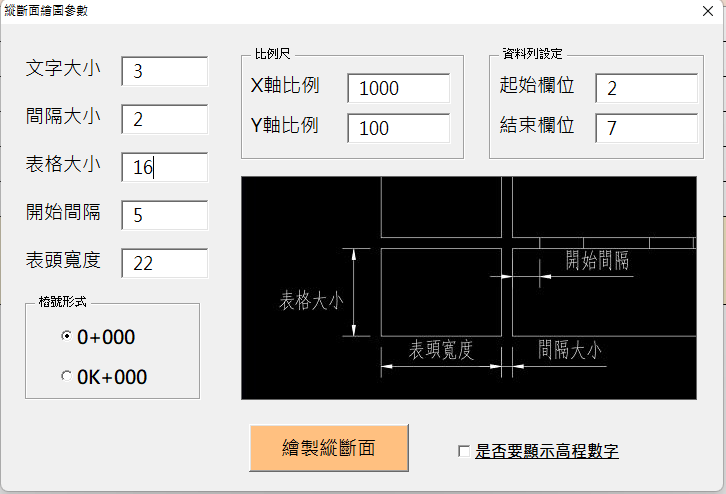 縱斷面繪圖參數
文字大小 3
間隔大小 2
表格大小 16
開始間隔 5
表頭寬度 22
樁號形式
0+000
0K+000
比例尺
X軸比例 1000
Y軸比例 100
資料列設定
起始欄位 2
結束欄位 7
開始間隔
表格大小
表頭寬度
間隔大小
繪製縱斷面
是否要顯示高程數字